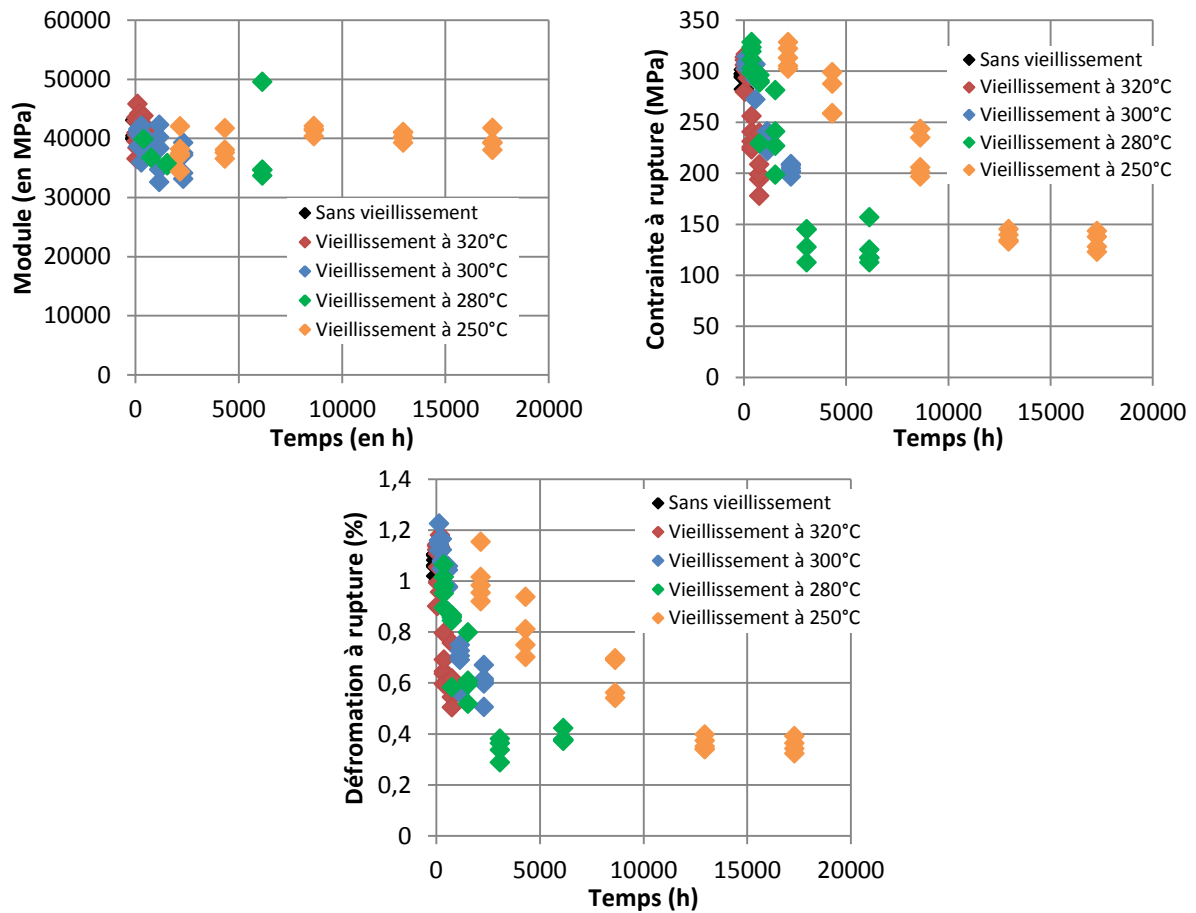 Module (en MPa)
60000
50000
40000
30000
20000
10000
0
Sans vieillissement
Vieillissement à 320°C
Vieillissement à 300°C
Vieillissement à 280°C
Vieillissement à 250°C
0 5000 10000 15000 20000
Temps (en h)
Contrainte à rupture (MPa)
350
300
250
200
150
100
50
0
Sans vieillissement
Vieillissement à 320°C
Vieillissement à 300°C
Vieillissement à 280°C
Vieillissement à 250°C
0 5000 10000 15000 20000
Temps (h)
Défromation à rupture (%)
1,4
1,2
1
0,8
0,6
0,4
0,2
0
Sans vieillissement
Vieillissement à 320°C
Vieillissement à 300°C
Vieillissement à 280°C
Vieillissement à 250°C
0 5000 10000 15000 20000
Temps (h)